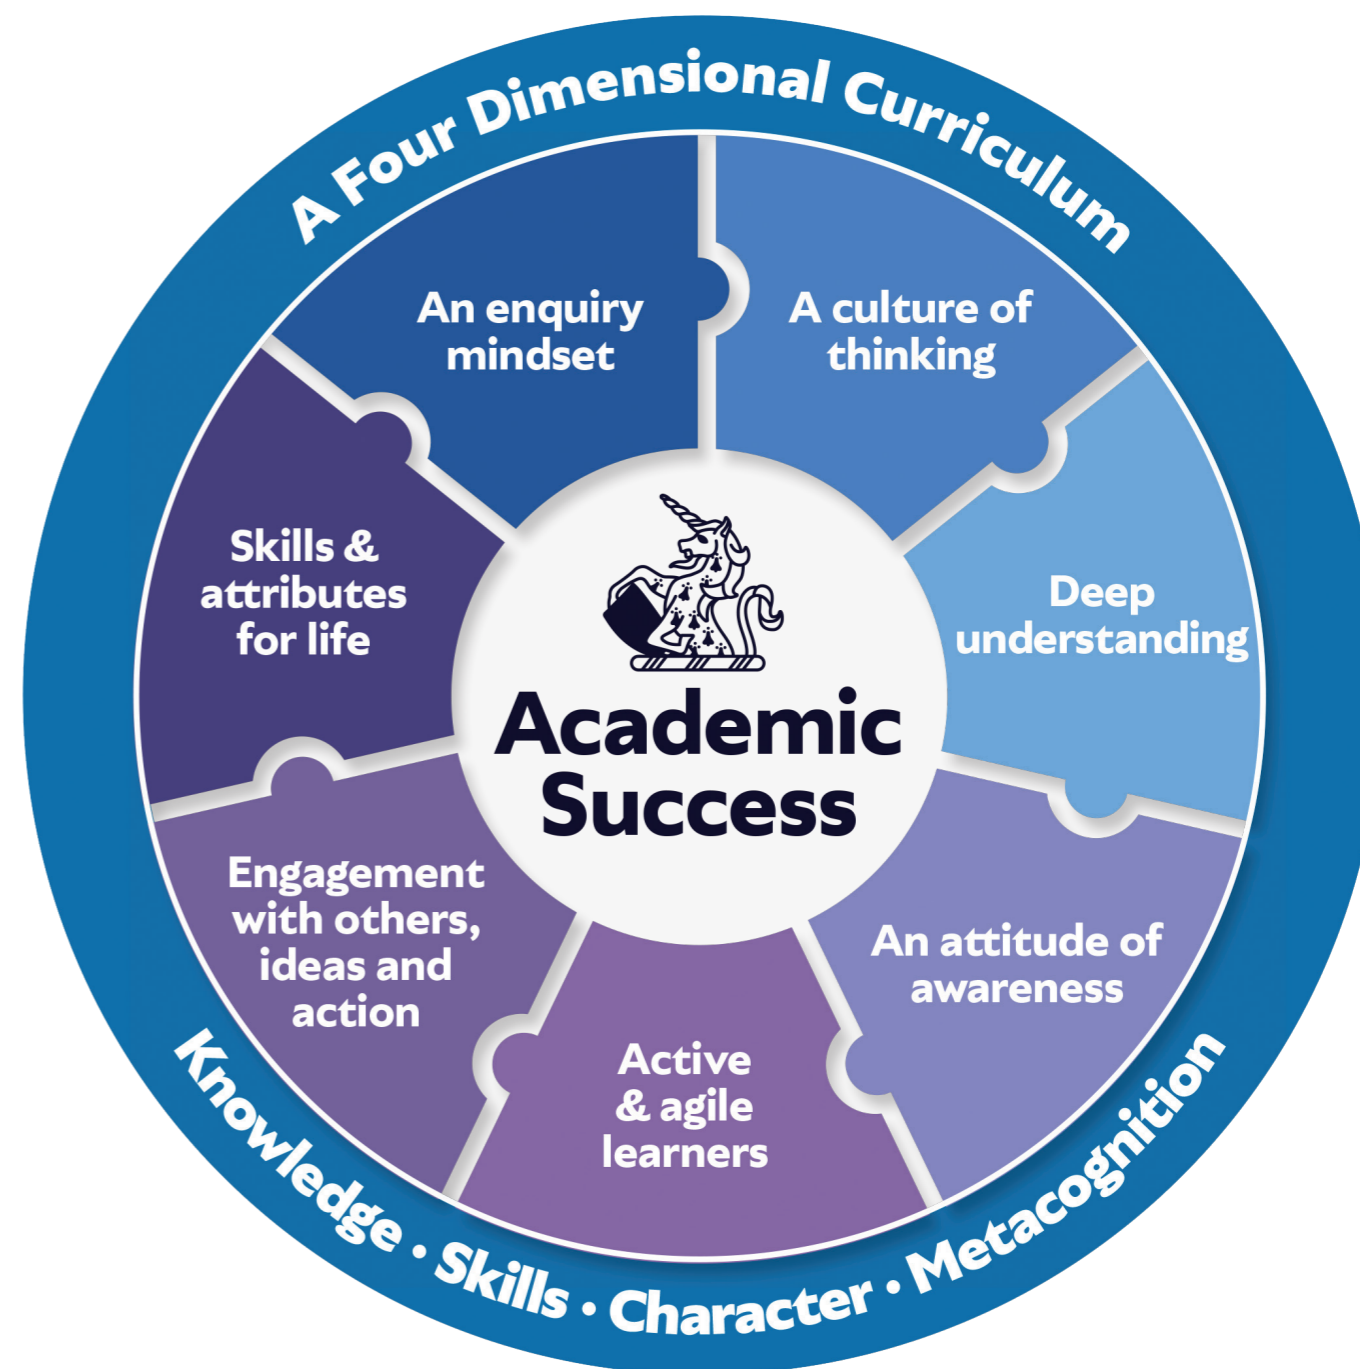 A Four Dimensional Curriculum
An enquiry
mindset
A culture of
thinking
Deep
understanding
An attitude of
awareness
Active
& agile
learners
Engagement
with others,
ideas and
action
Skills &
attributes
for life
Academic
Success
Knowledge • Skills • Character • Metacognition